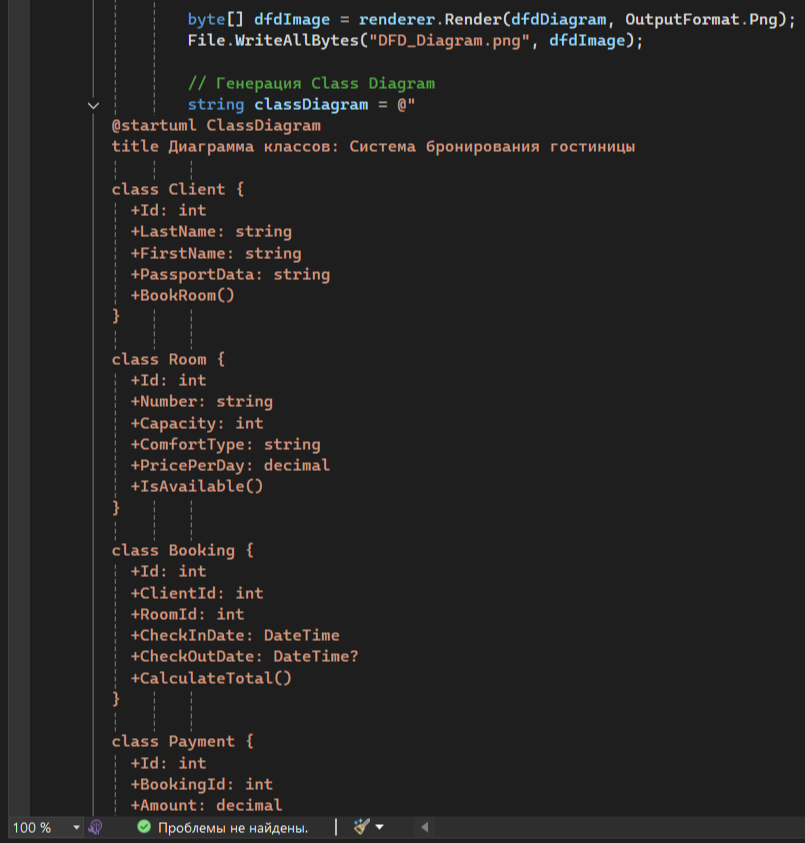 byte[] dfdImage = renderer.Render(dfdDiagram, OutputFormat.Png);
File.WriteAllBytes("DFD_Diagram.png", dfdImage);
// Генерация Class Diagram
string classDiagram = @"
@startuml ClassDiagram
title Диаграмма классов: Система бронирования гостиницы
class Client {
+Id: int
+LastName: string
+FirstName: string
+PassportData: string
+BookRoom()
}
class Room {
+Id: int
+Number: string
+Capacity: int
+ComfortType: string
+PricePerDay: decimal
+IsAvailable()
}
class Booking {
+Id: int
+ClientId: int
+RoomId: int
+CheckInDate: DateTime
+CheckOutDate: DateTime?
+CalculateTotal()
}
class Payment {
+Id: int
+BookingId: int
+Amount: decimal
100 % Проблемы не найдены.